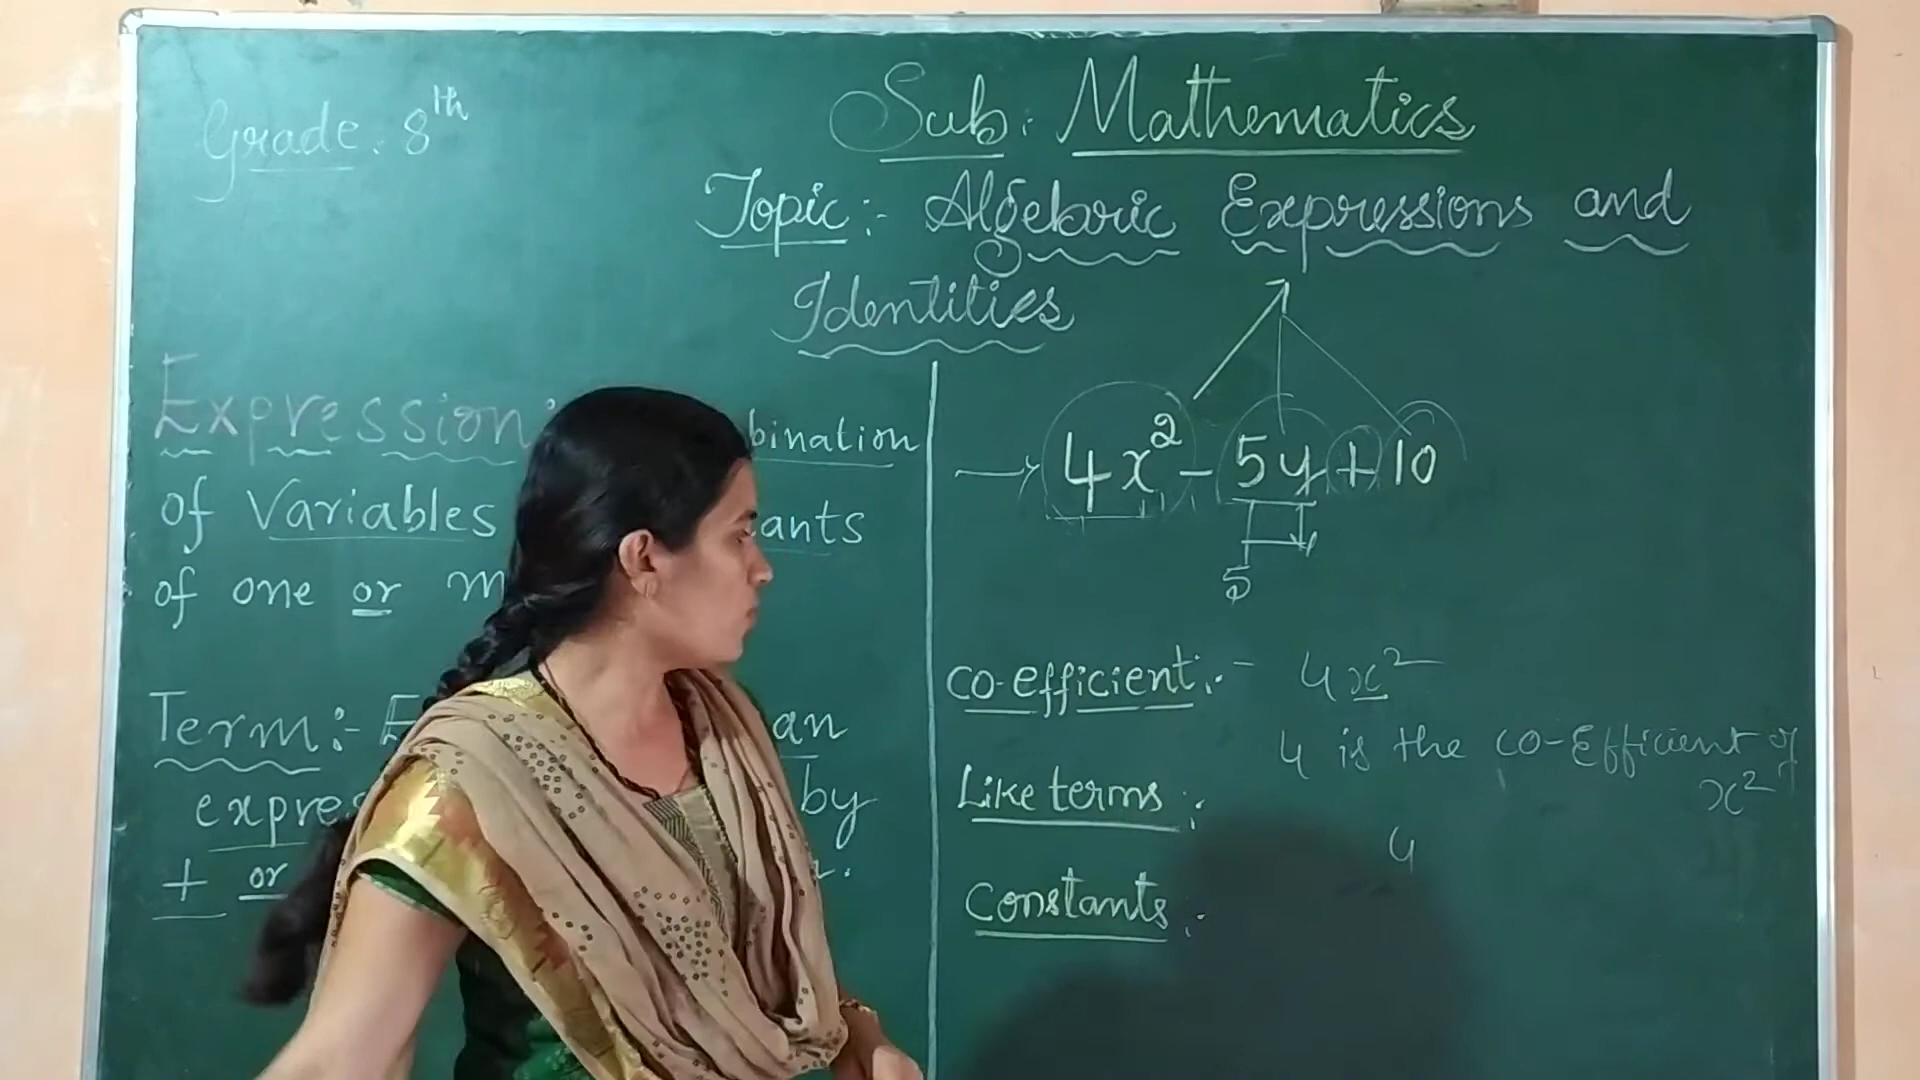 Grade: 8th
Sub: Mathematics
Topic:- Algebraic Expressions and
Identities
Expression:
bination
of Variables ants
of one or m
Term:- E an
expres by
+ or
→ 4x² - 5y + 10
5
co-efficient:- 4x²
4 is the co-Efficient of
x²
Like terms:
4
Constants: